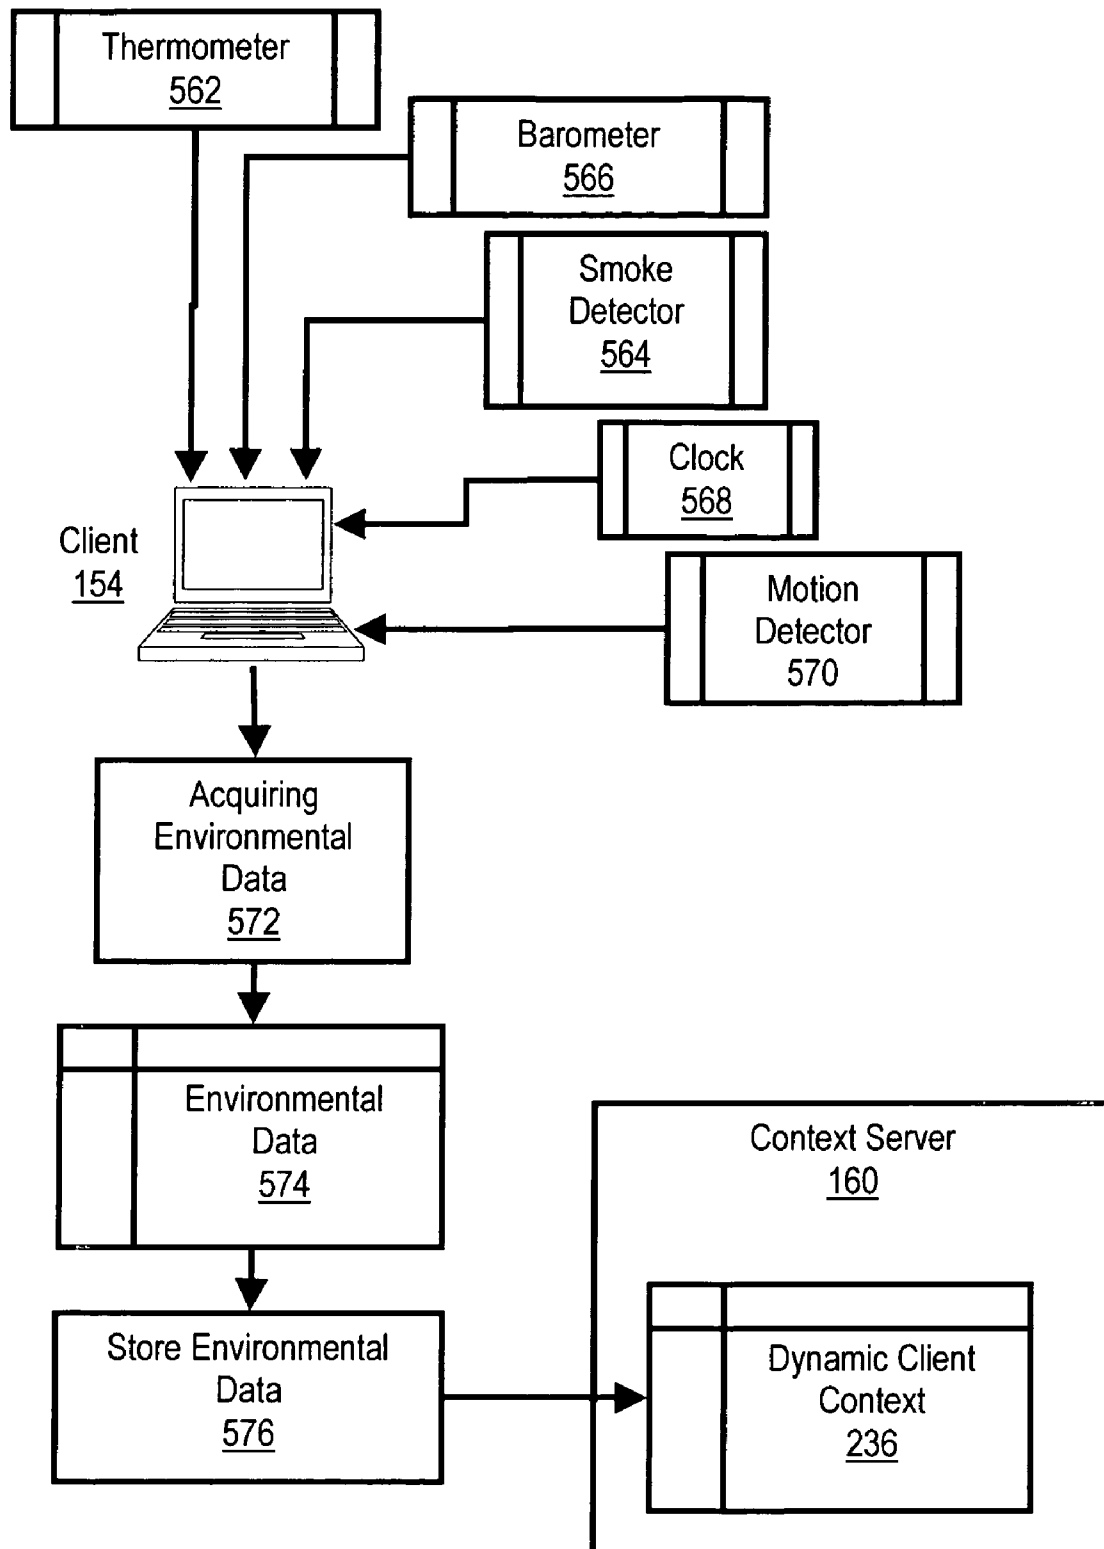 Thermometer
562
Barometer
566
Smoke
Detector
564
Clock
568
Client
154
Motion
Detector
570
Acquiring
Environmental
Data
572
Environmental
Data
574
Context Server
160
Store Environmental
Data
576
Dynamic Client
Context
236